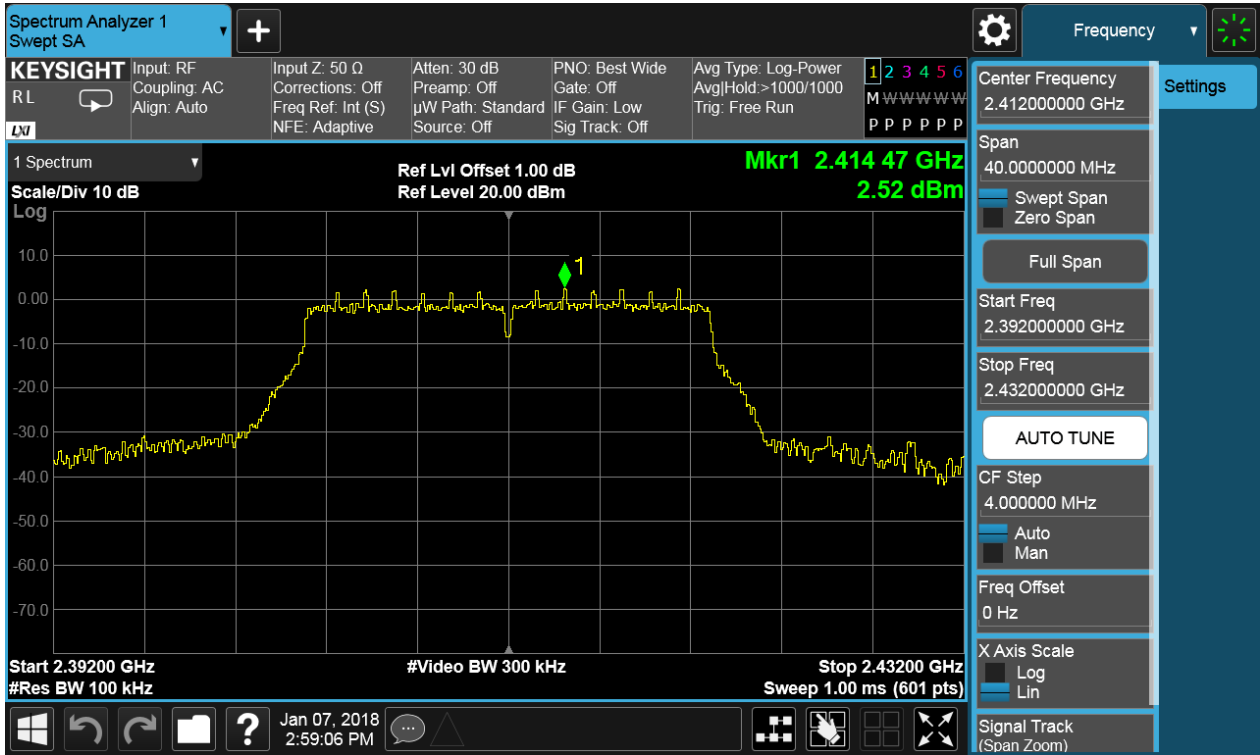 Spectrum Analyzer 1
Swept SA
+
Frequency
KEYSIGHT
RL
LXI
Input: RF
Coupling: AC
Align: Auto
Input Z: 50 Ω
Corrections: Off
Freq Ref: Int (S)
NFE: Adaptive
Atten: 30 dB
Preamp: Off
µW Path: Standard
Source: Off
PNO: Best Wide
Gate: Off
IF Gain: Low
Sig Track: Off
Avg Type: Log-Power
Avg|Hold:>1000/1000
Trig: Free Run
1 2 3 4 5 6
M W W W W W
P P P P P P
1 Spectrum
Scale/Div 10 dB
Log
Ref Lvl Offset 1.00 dB
Ref Level 20.00 dBm
Mkr1 2.414 47 GHz
2.52 dBm
1
10.0
0.00
-10.0
-20.0
-30.0
-40.0
-50.0
-60.0
-70.0
Start 2.39200 GHz
#Res BW 100 kHz
#Video BW 300 kHz
Stop 2.43200 GHz
Sweep 1.00 ms (601 pts)
Center Frequency
2.412000000 GHz
Span
40.0000000 MHz
Swept Span
Zero Span
Full Span
Start Freq
2.392000000 GHz
Stop Freq
2.432000000 GHz
AUTO TUNE
CF Step
4.000000 MHz
Auto
Man
Freq Offset
0 Hz
X Axis Scale
Log
Lin
Signal Track
(Span Zoom)
Settings
?
Jan 07, 2018
2:59:06 PM